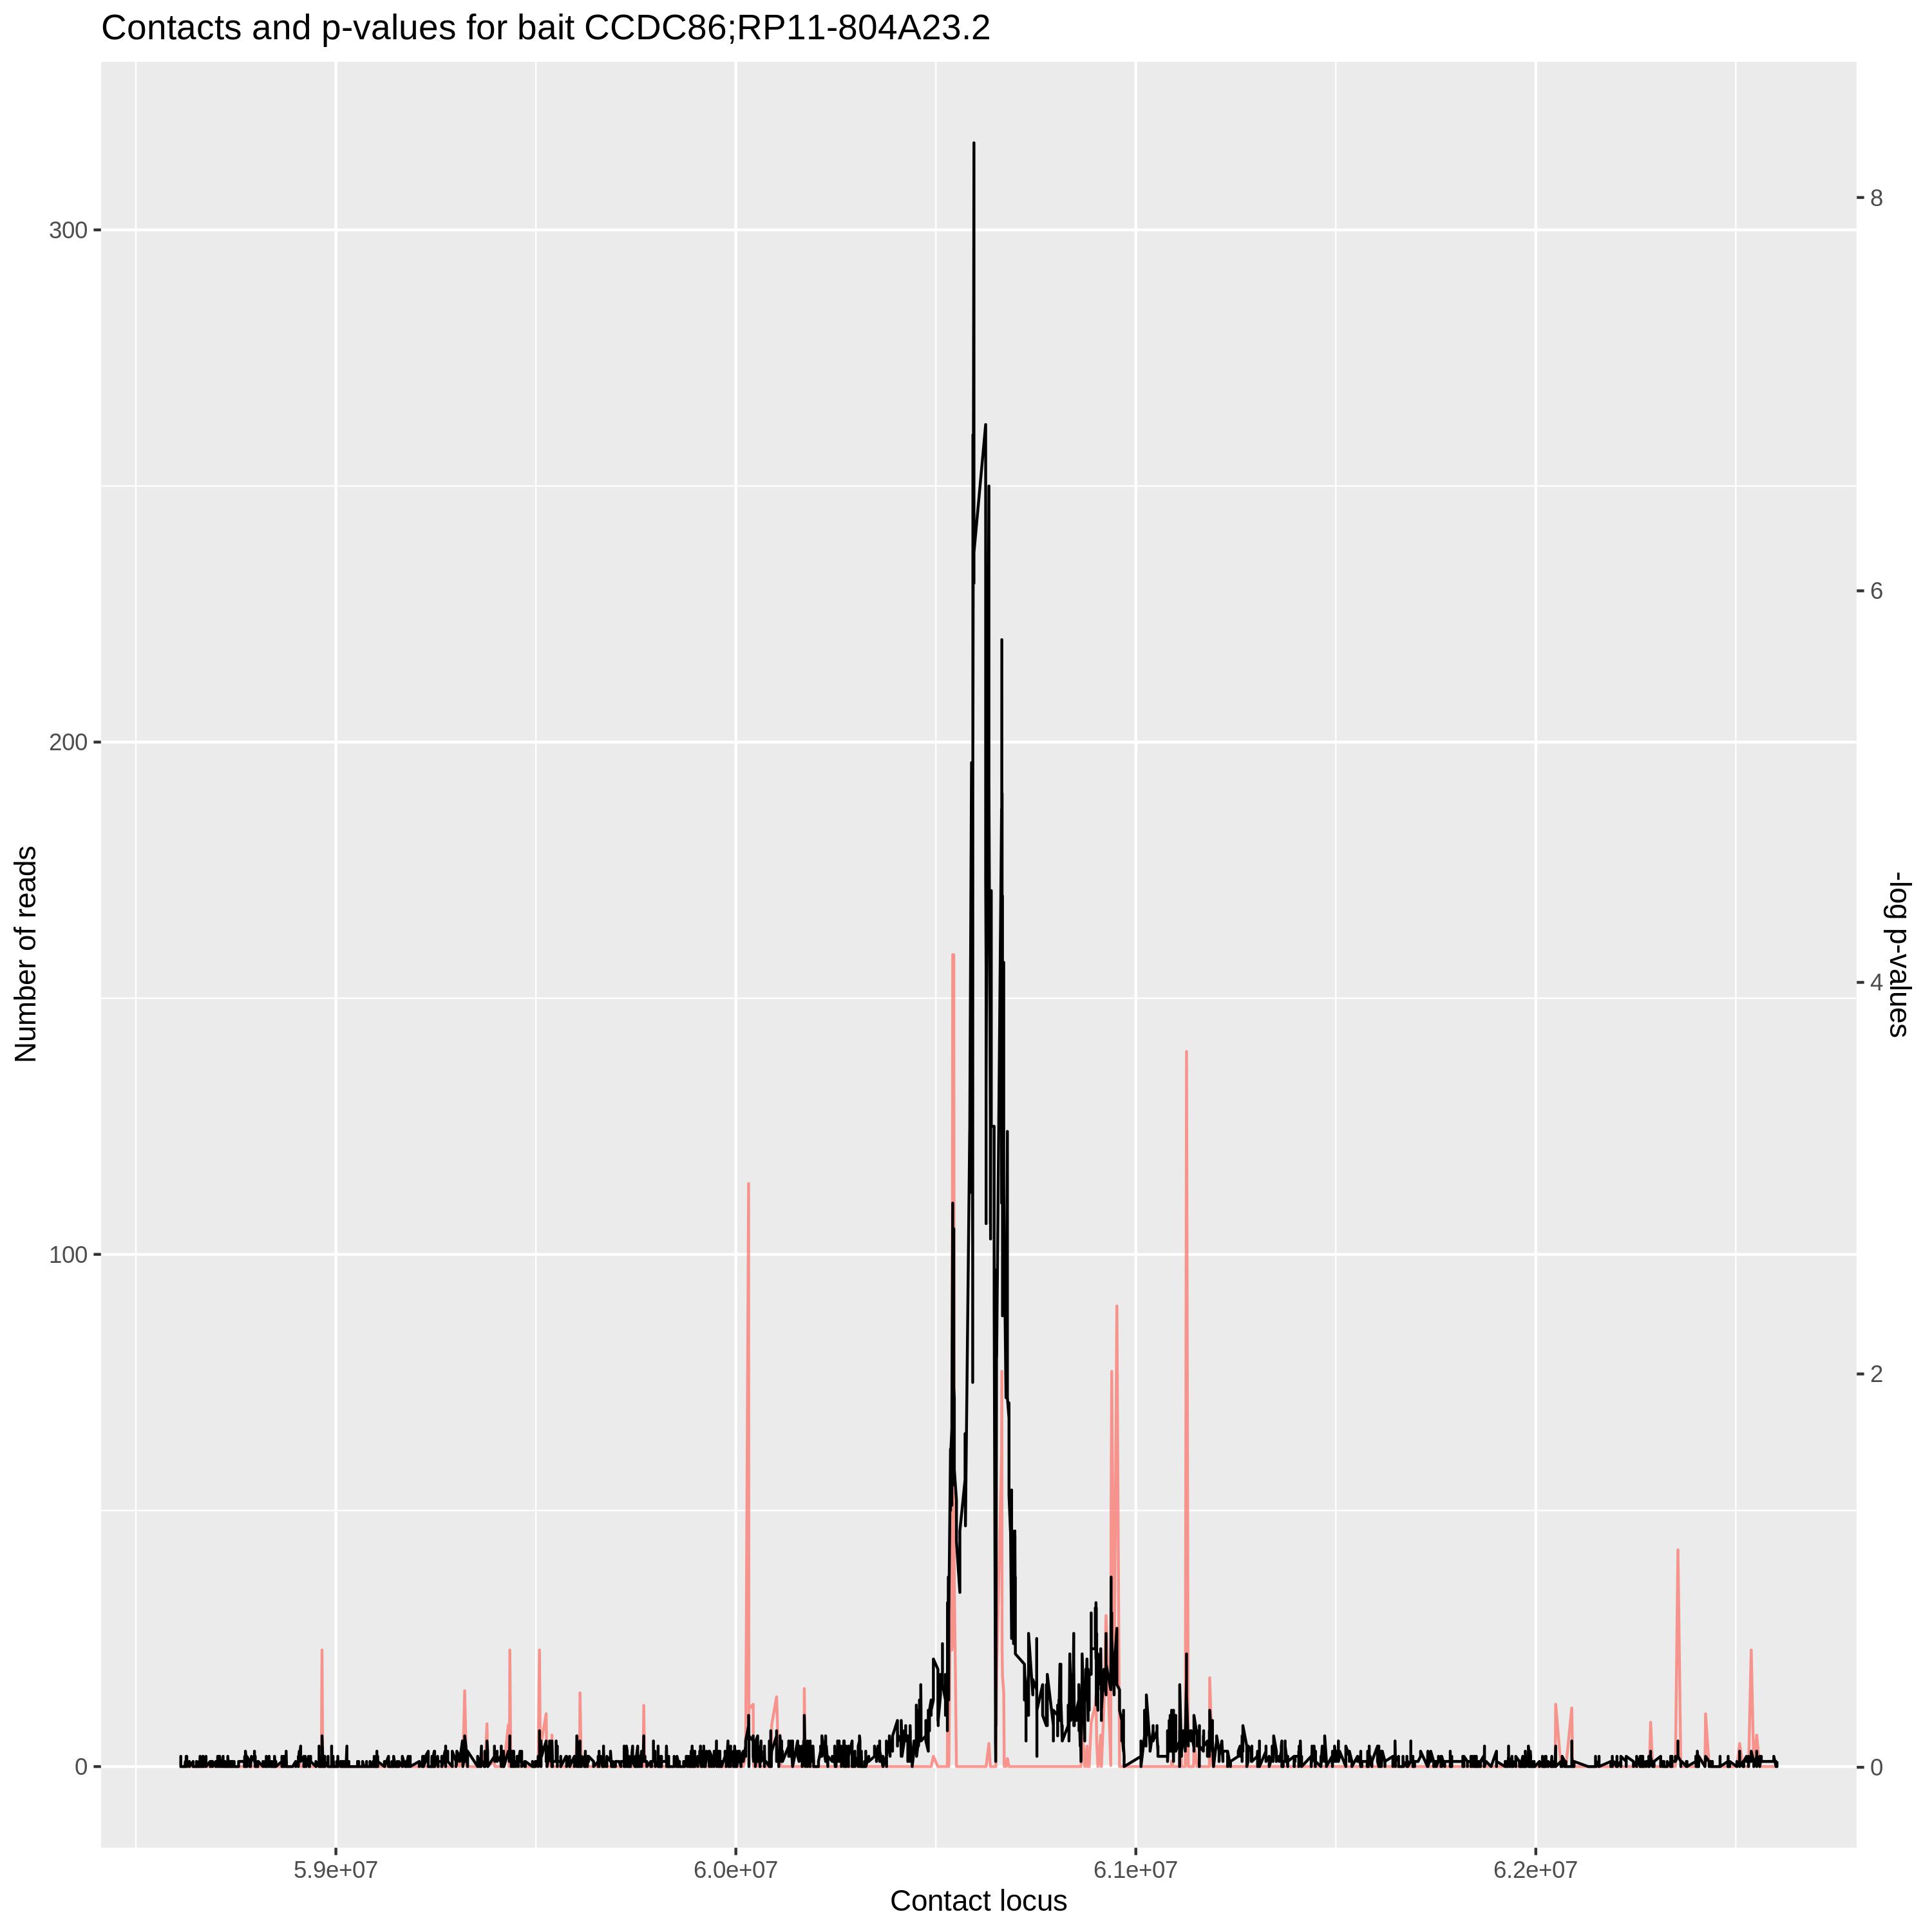 Contacts and p-values for bait CCDC86;RP11-804A23.2
Number of reads
300
200
100
0
8
6
4
2
0
-log p-values
5.9e+07
6.0e+07
6.1e+07
6.2e+07
Contact locus